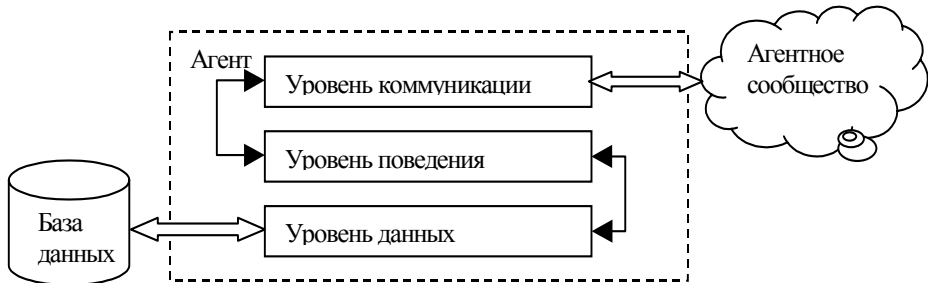 Агент
Уровень коммуникации
Агентное
сообщество
Уровень поведения
База
данных
Уровень данных